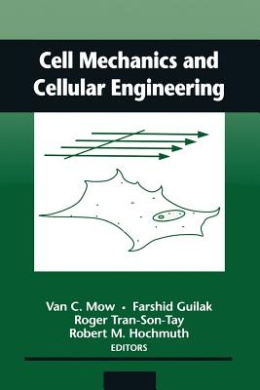 Cell Mechanics and
Cellular Engineering
Van C. Mow • Farshid Guilak
Roger Tran-Son-Tay
Robert M. Hochmuth
EDITORS